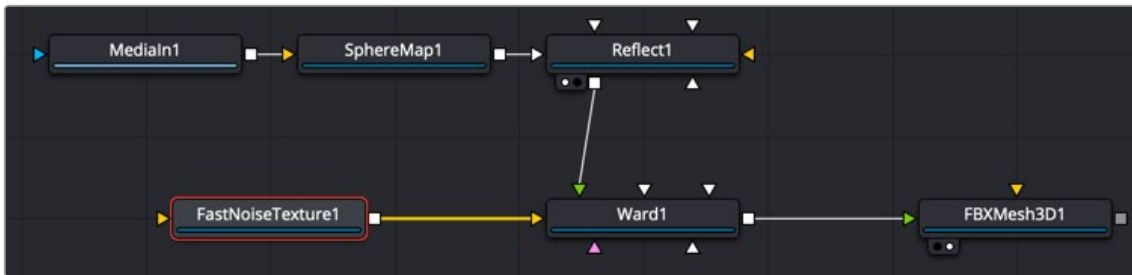 MediaIn1
SphereMap1
Reflect1
FastNoiseTexture1
Ward1
FBXMesh3D1